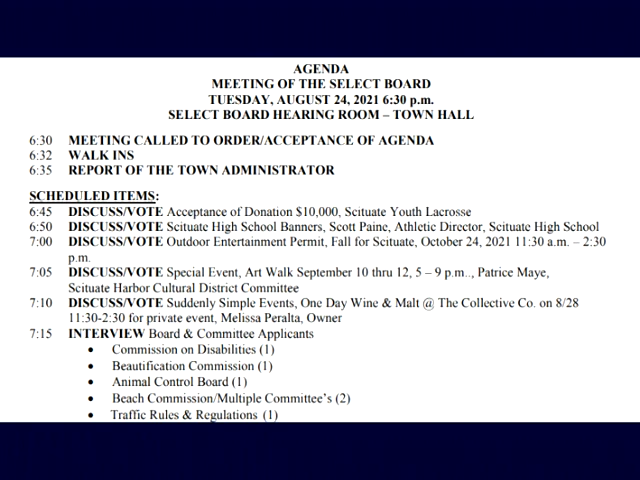 AGENDA
MEETING OF THE SELECT BOARD
TUESDAY, AUGUST 24, 2021 6:30 p.m.
SELECT BOARD HEARING ROOM – TOWN HALL
6:30 MEETING CALLED TO ORDER/ACCEPTANCE OF AGENDA
6:32 WALK INS
6:35 REPORT OF THE TOWN ADMINISTRATOR
SCHEDULED ITEMS:
6:45 DISCUSS/VOTE Acceptance of Donation $10,000, Scituate Youth Lacrosse
6:50 DISCUSS/VOTE Scituate High School Banners, Scott Paine, Athletic Director, Scituate High School
7:00 DISCUSS/VOTE Outdoor Entertainment Permit, Fall for Scituate, October 24, 2021 11:30 a.m. – 2:30
p.m.
7:05 DISCUSS/VOTE Special Event, Art Walk September 10 thru 12, 5 – 9 p.m.., Patrice Maye,
Scituate Harbor Cultural District Committee
7:10 DISCUSS/VOTE Suddenly Simple Events, One Day Wine & Malt @ The Collective Co. on 8/28
11:30-2:30 for private event, Melissa Peralta, Owner
7:15 INTERVIEW Board & Committee Applicants
• Commission on Disabilities (1)
• Beautification Commission (1)
• Animal Control Board (1)
• Beach Commission/Multiple Committee's (2)
• Traffic Rules & Regulations (1)